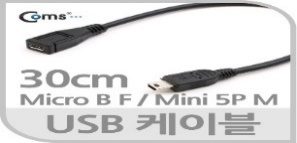 Coms
30cm
Micro B F / Mini 5P M
USB 케이블